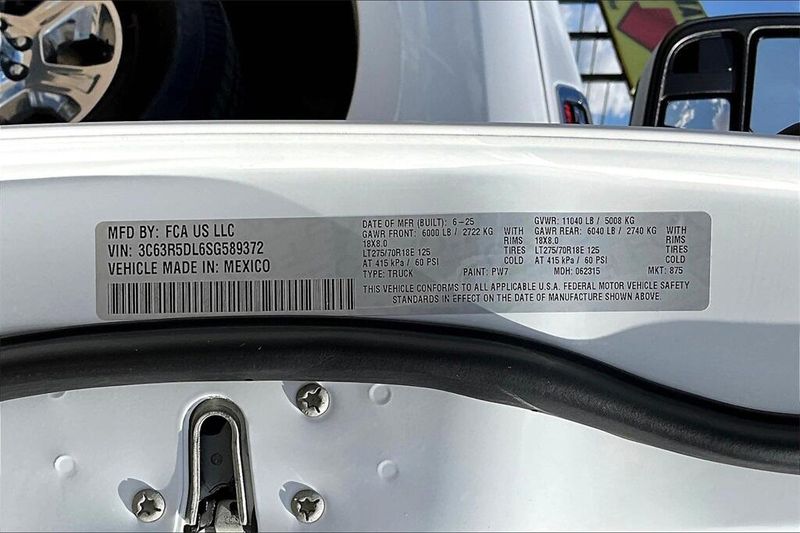 MFD BY: FCA US LLC
VIN: 3C63R5DL6SG589372
VEHICLE MADE IN: MEXICO
DATE OF MFR (BUILT): 6-25
GAWR FRONT: 6000 LB / 2722 KG WITH
18X8.0 RIMS
LT275/70R18E 125 TIRES
AT 415 kPa / 60 PSI COLD
TYPE: TRUCK PAINT: PW7
GVWR: 11040 LB / 5008 KG
GAWR REAR: 6040 LB / 2740 KG WITH
18X8.0 RIMS
LT275/70R18E 125 TIRES
AT 415 kPa / 60 PSI COLD
MDH: 062315 MKT: 875
THIS VEHICLE CONFORMS TO ALL APPLICABLE U.S.A. FEDERAL MOTOR VEHICLE SAFETY
STANDARDS IN EFFECT ON THE DATE OF MANUFACTURE SHOWN ABOVE.